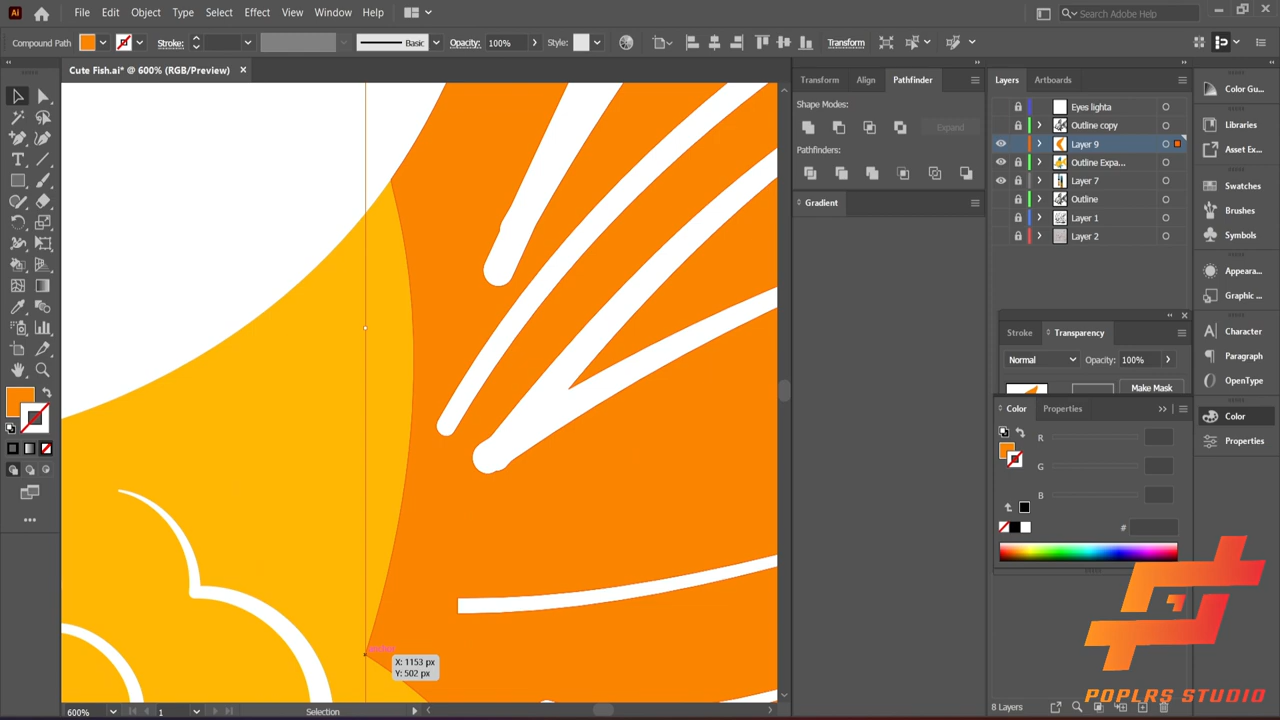 Ai File Edit Object Type Select Effect View Window Help Search Adobe Help
Compound Path Stroke: Basic Opacity: 100% Style: Transform
Cute Fish.ai* @ 600% (RGB/Preview)
Transform Align Pathfinder
Shape Modes:
Expand
Pathfinders:
Gradient
Layers Artboards
Eyes lighta
Outline copy
Layer 9
Outline Expa...
Layer 7
Outline
Layer 1
Layer 2
Stroke Transparency
Normal Opacity: 100%
Make Mask
Color Properties
R
G
B
#
8 Layers
Color Gu...
Libraries
Asset Ex...
Swatches
Brushes
Symbols
Appeara...
Graphic ...
Character
Paragraph
OpenType
Color
Properties
X: 1153 px
Y: 502 px
600% 1 Selection
POPLRS STUDIO